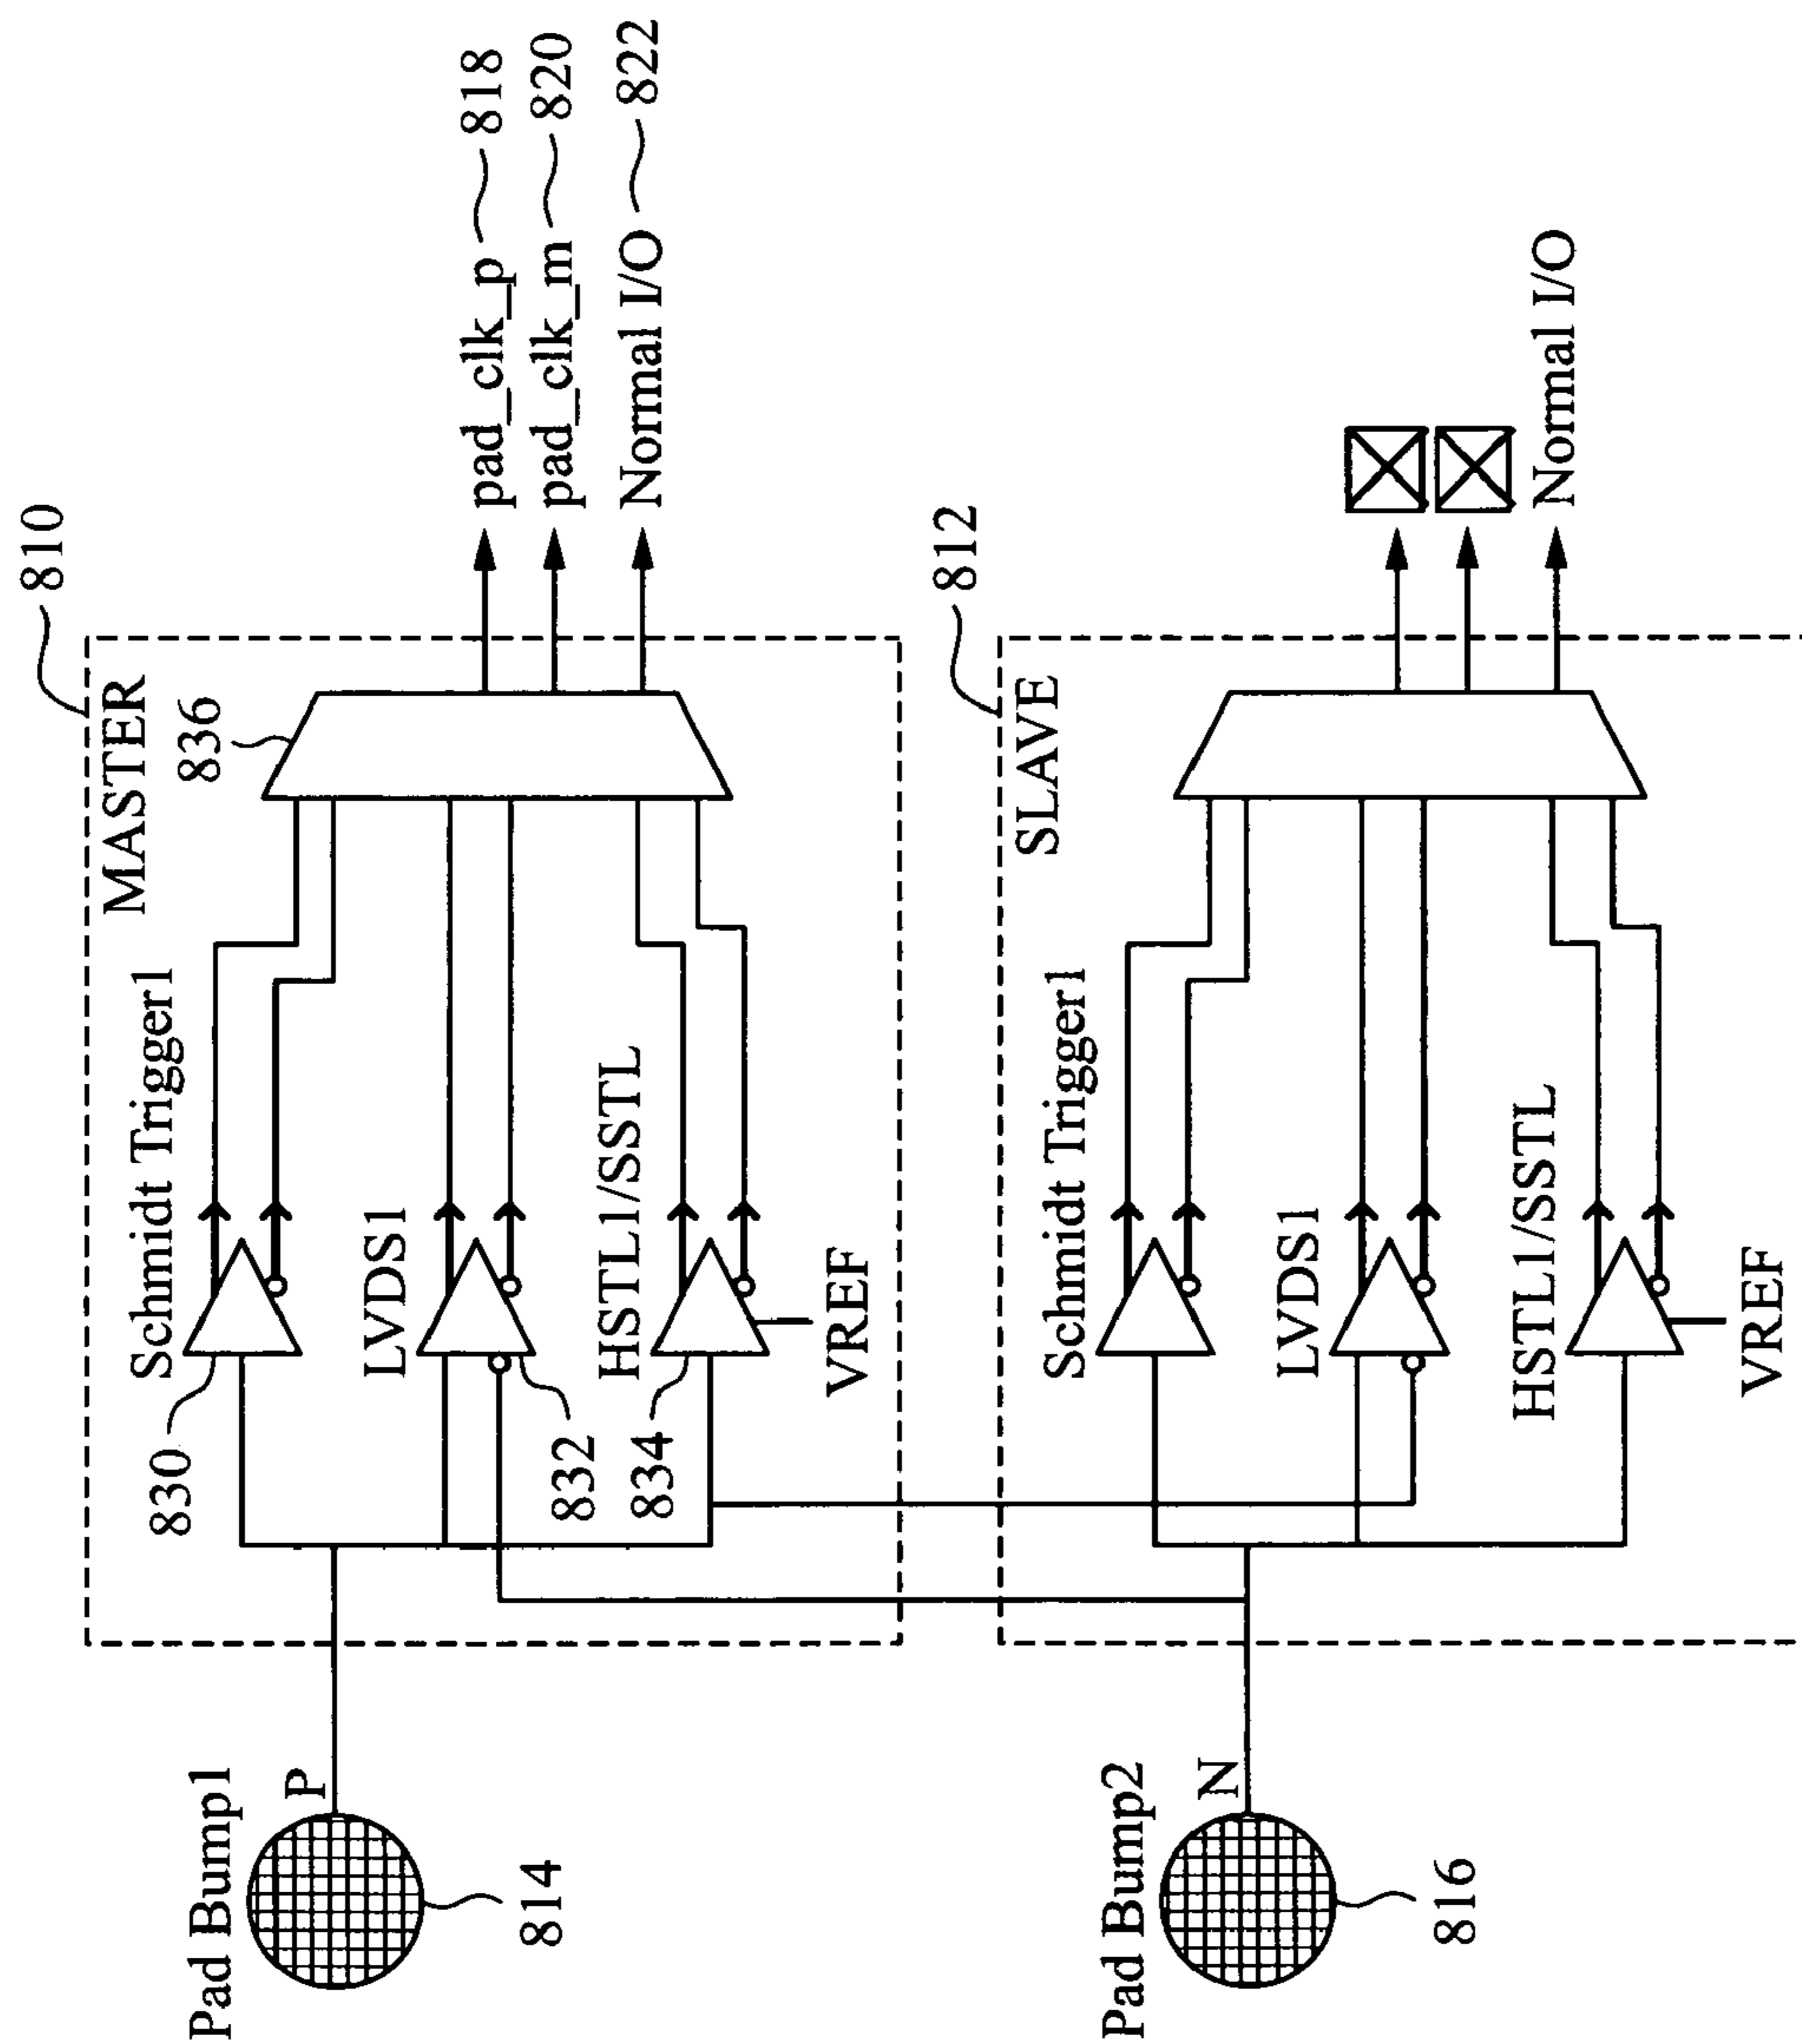 810
MASTER
836
Pad Bump1
P
814
830
Schmidt Trigger1
LVDS1
832
HSTL1/SSTL
834
VREF
pad_clk_p
818
pad_clk_m
820
Normal I/O
822
812
SLAVE
Pad Bump2
N
816
Schmidt Trigger1
LVDS1
HSTL1/SSTL
VREF
Normal I/O